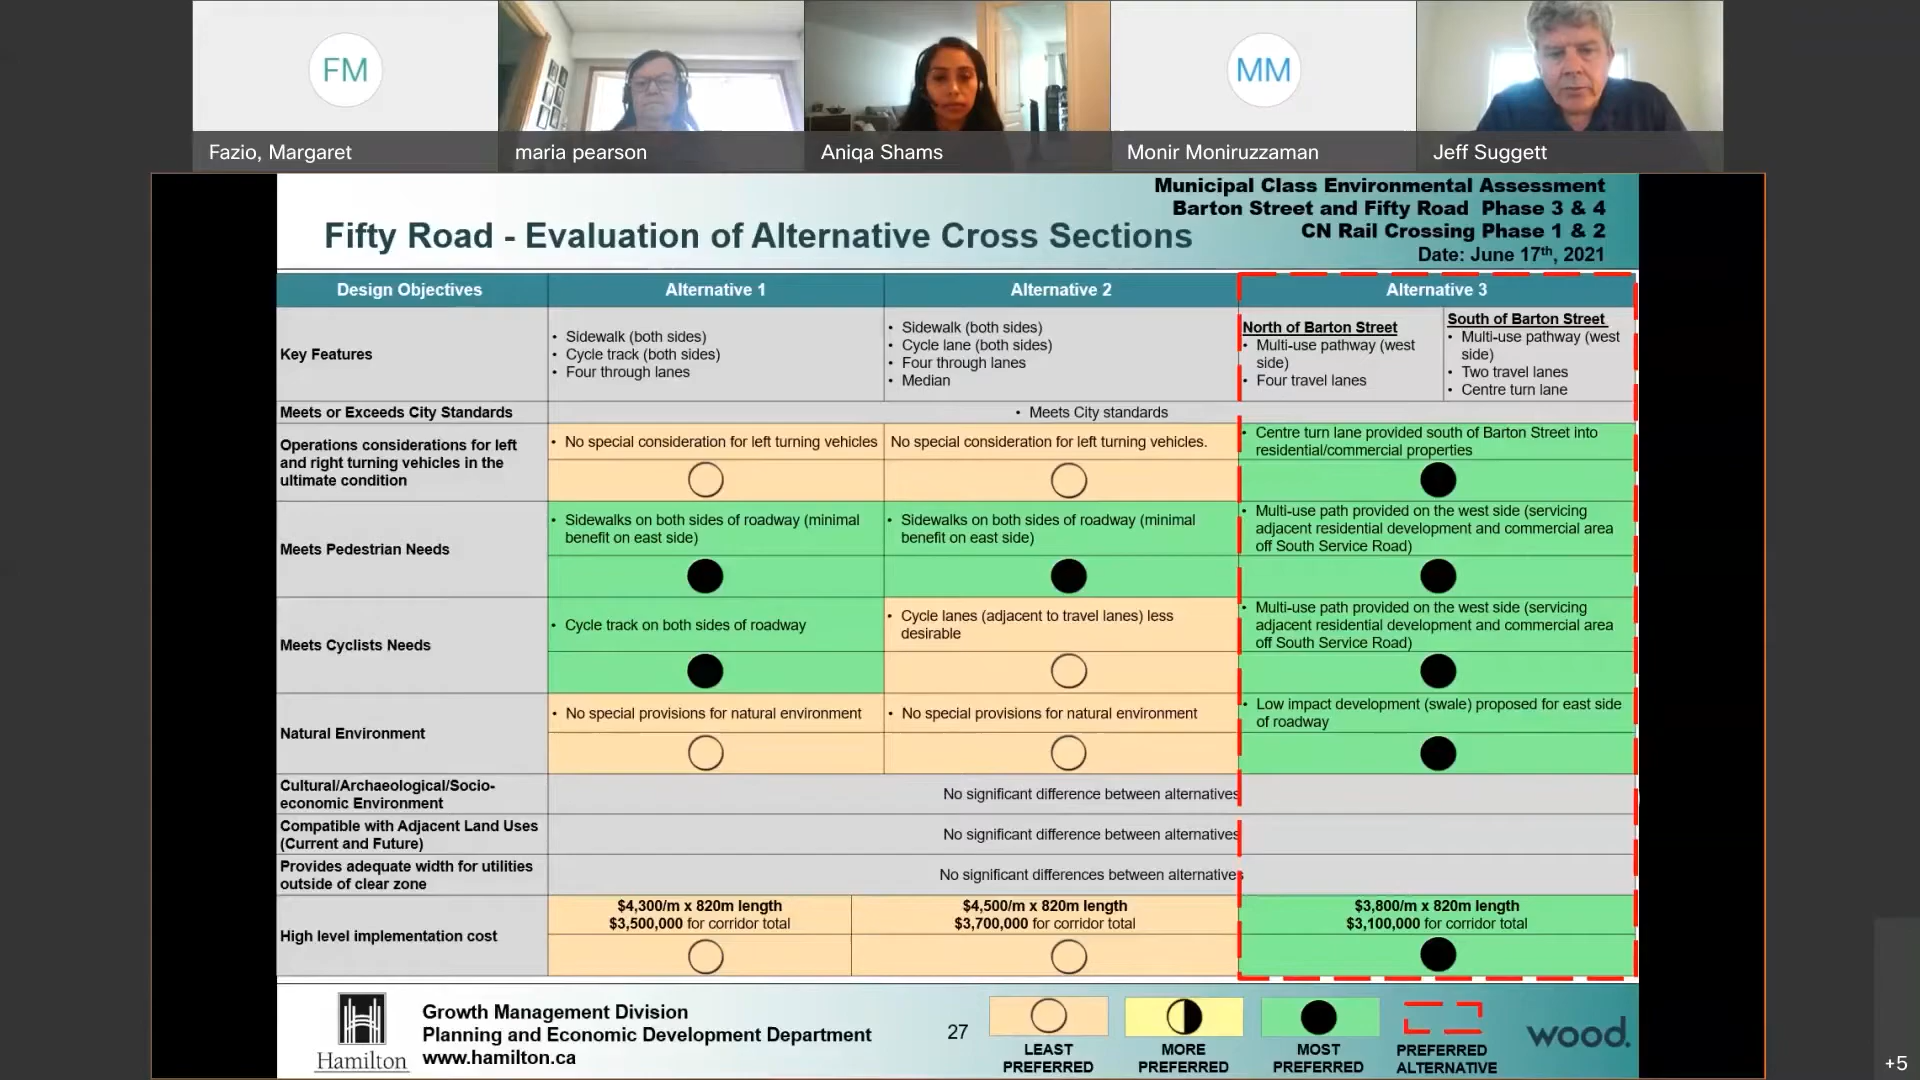 FM
MM
Fazio, Margaret
maria pearson
Aniqa Shams
Monir Moniruzzaman
Jeff Suggett
Municipal Class Environmental Assessment
Barton Street and Fifty Road Phase 3 & 4
CN Rail Crossing Phase 1 & 2
Date: June 17th, 2021
Fifty Road - Evaluation of Alternative Cross Sections
Design Objectives
Alternative 1
Alternative 2
Alternative 3
Key Features
• Sidewalk (both sides)
• Cycle track (both sides)
• Four through lanes
• Sidewalk (both sides)
• Cycle lane (both sides)
• Four through lanes
• Median
North of Barton Street
• Multi-use pathway (west
side)
• Four travel lanes
South of Barton Street
• Multi-use pathway (west
side)
• Two travel lanes
• Centre turn lane
Meets or Exceeds City Standards
• Meets City standards
Operations considerations for left
and right turning vehicles in the
ultimate condition
• No special consideration for left turning vehicles
No special consideration for left turning vehicles.
• Centre turn lane provided south of Barton Street into
residential/commercial properties
Meets Pedestrian Needs
• Sidewalks on both sides of roadway (minimal
benefit on east side)
• Sidewalks on both sides of roadway (minimal
benefit on east side)
• Multi-use path provided on the west side (servicing
adjacent residential development and commercial area
off South Service Road)
Meets Cyclists Needs
• Cycle track on both sides of roadway
• Cycle lanes (adjacent to travel lanes) less
desirable
• Multi-use path provided on the west side (servicing
adjacent residential development and commercial area
off South Service Road)
Natural Environment
• No special provisions for natural environment
• No special provisions for natural environment
• Low impact development (swale) proposed for east side
of roadway
Cultural/Archaeological/Socio-
economic Environment
No significant difference between alternatives
Compatible with Adjacent Land Uses
(Current and Future)
No significant difference between alternatives
Provides adequate width for utilities
outside of clear zone
No significant differences between alternatives
High level implementation cost
$4,300/m x 820m length
$3,500,000 for corridor total
$4,500/m x 820m length
$3,700,000 for corridor total
$3,800/m x 820m length
$3,100,000 for corridor total
Hamilton
Growth Management Division
Planning and Economic Development Department
www.hamilton.ca
27
LEAST
PREFERRED
MORE
PREFERRED
MOST
PREFERRED
PREFERRED
ALTERNATIVE
wood.
+5